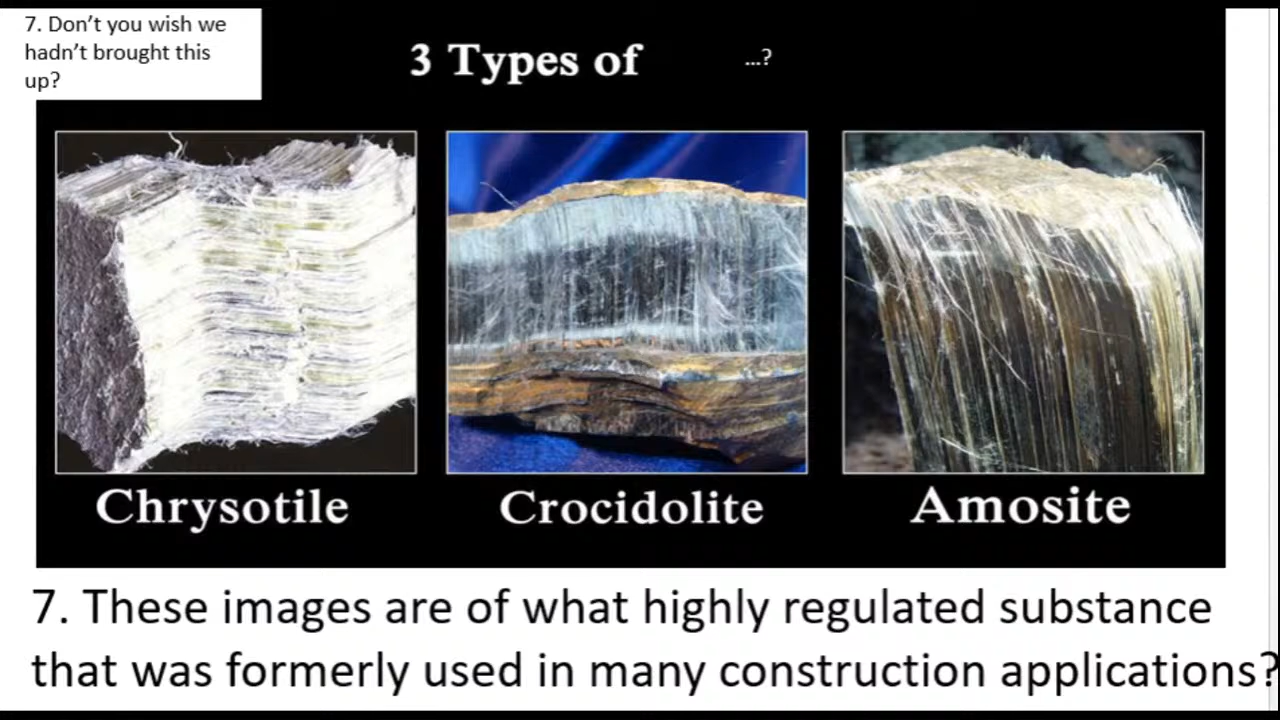 7. Don’t you wish we
hadn’t brought this
up?
3 Types of ...?
Chrysotile
Crocidolite
Amosite
7. These images are of what highly regulated substance
that was formerly used in many construction applications?